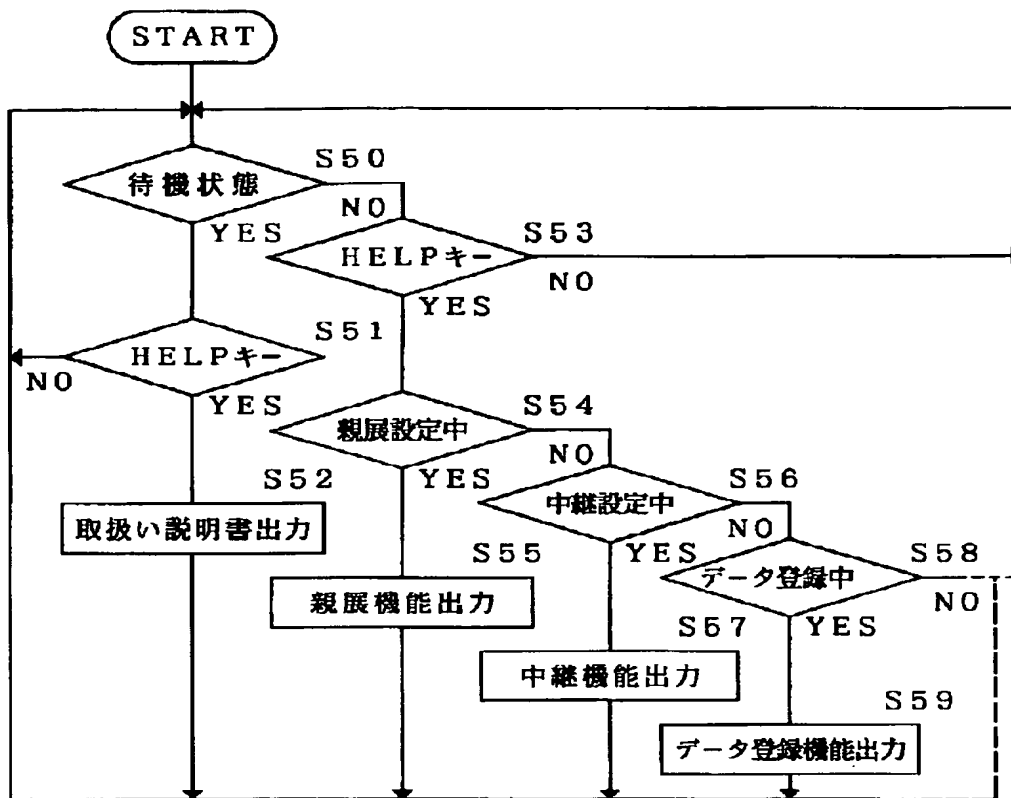 START
S50
待機状態
NO
YES
S53
HELPキー
NO
YES
S51
HELPキー
NO
YES
S54
親展設定中
NO
YES
S52
S56
取扱い説明書出力
中継設定中
NO
YES
S55
S58
親展機能出力
データ登録中
NO
YES
S57
中継機能出力
S59
データ登録機能出力